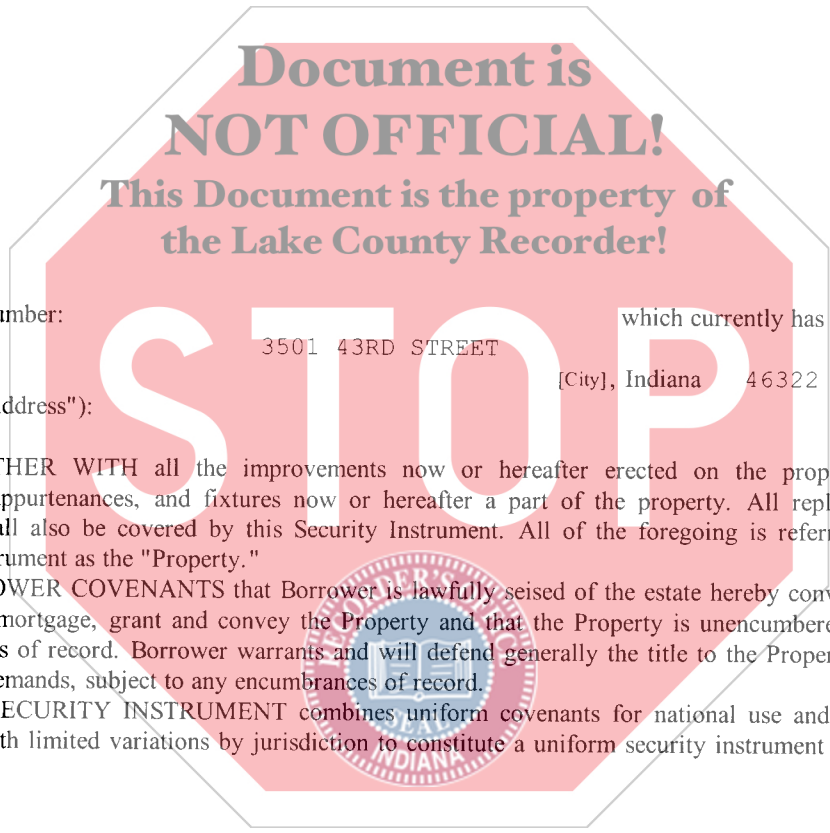 Document is
NOT OFFICIAL!
This Document is the property of
the Lake County Recorder!
STOP
umber: which currently has
3501 43RD STREET
[City], Indiana 46322
ddress"):
THER WITH all the improvements now or hereafter erected on the prop
ppurtenances, and fixtures now or hereafter a part of the property. All repl
all also be covered by this Security Instrument. All of the foregoing is referr
rument as the "Property."
OWER COVENANTS that Borrower is lawfully seised of the estate hereby conv
mortgage, grant and convey the Property and that the Property is unencumbere
s of record. Borrower warrants and will defend generally the title to the Proper
emands, subject to any encumbrances of record.
ECURITY INSTRUMENT combines uniform covenants for national use and
th limited variations by jurisdiction to constitute a uniform security instrument
SEAL
INDIANA